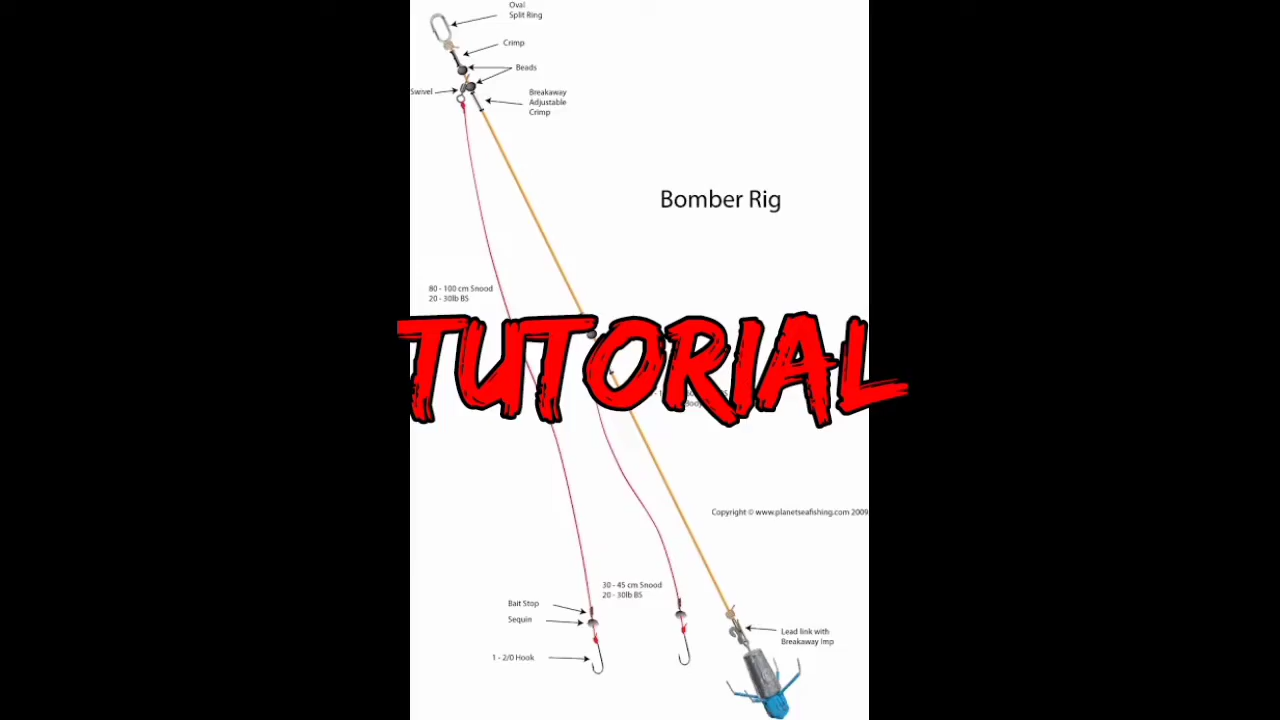 Oval
Split Ring
Crimp
Beads
Swivel
Breakaway
Adjustable
Crimp
Bomber Rig
80 - 100 cm Snood
20 - 30lb BS
TUTORIAL
Copyright © www.planetseafishing.com 2009
30 - 45 cm Snood
20 - 30lb BS
Bait Stop
Sequin
Lead link with
Breakaway Imp
1 - 2/0 Hook